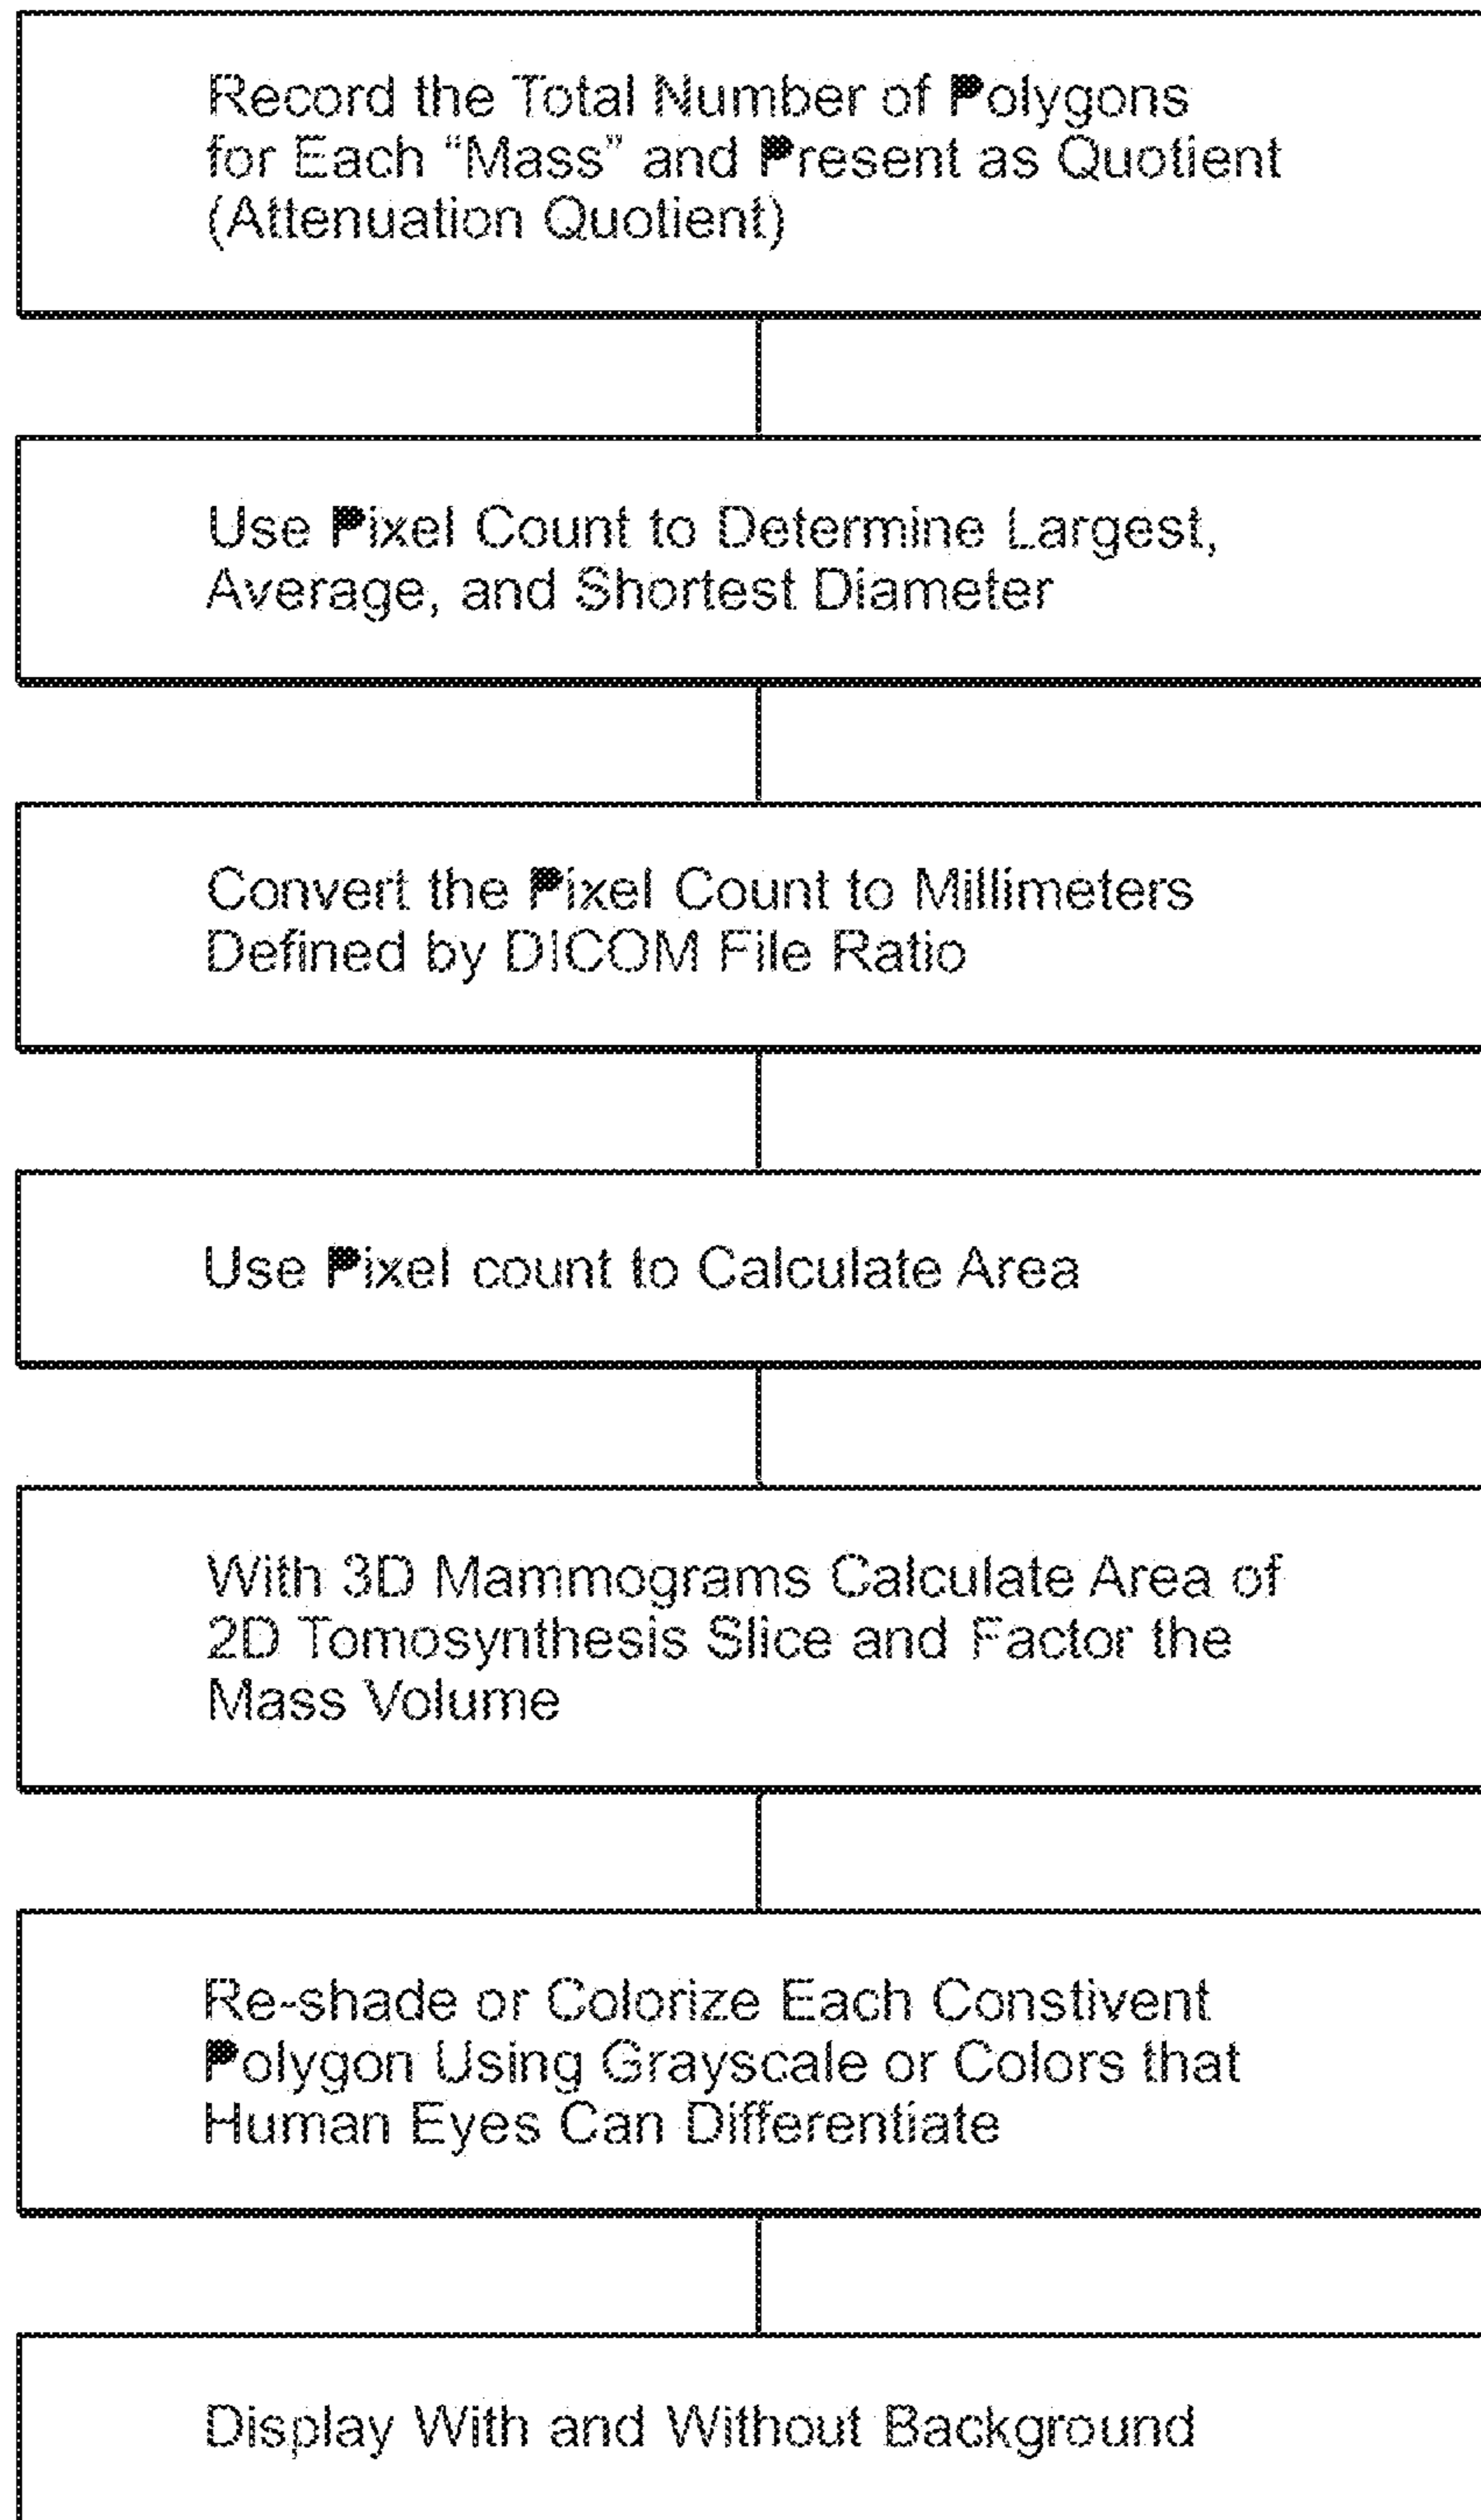 Record the Total Number of Polygons
for Each “Mass” and Present as Quotient
(Attenuation Quotient)
Use Pixel Count to Determine Largest,
Average, and Shortest Diameter
Convert the Pixel Count to Millimeters
Defined by DICOM File Ratio
Use Pixel count to Calculate Area
With 3D Mammograms Calculate Area of
2D Tomosynthesis Slice and Factor the
Mass Volume
Re-shade or Colorize Each Constivent
Polygon Using Grayscale or Colors that
Human Eyes Can Differentiate
Display With and Without Background